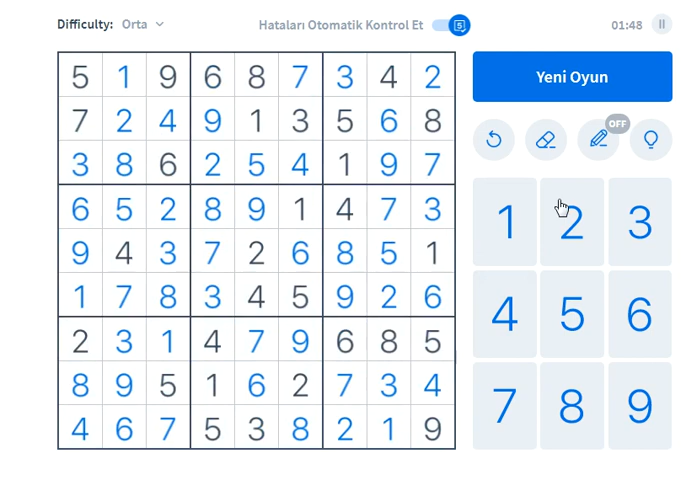 Difficulty: Orta Hataları Otomatik Kontrol Et 01:48
Yeni Oyun
OFF
5 1 9 6 8 7 3 4 2
7 2 4 9 1 3 5 6 8
3 8 6 2 5 4 1 9 7
6 5 2 8 9 1 4 7 3
9 4 3 7 2 6 8 5 1
1 7 8 3 4 5 9 2 6
2 3 1 4 7 9 6 8 5
8 9 5 1 6 2 7 3 4
4 6 7 5 3 8 2 1 9
1 2 3
4 5 6
7 8 9